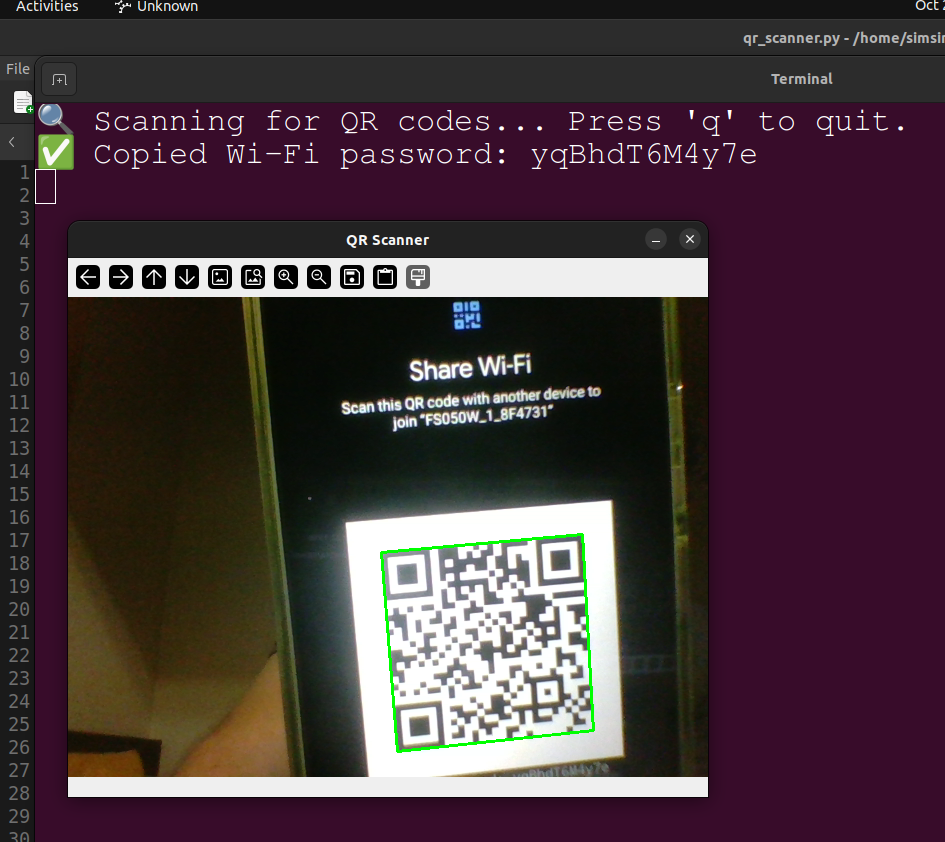 Activities
Unknown
Oct 2
qr_scanner.py - /home/simsi
File
Terminal
Scanning for QR codes... Press 'q' to quit.
Copied Wi-Fi password: yqBhdT6M4y7e
QR Scanner
Share Wi-Fi
Scan this QR code with another device to
join "FS050W_1_8F4731"
yqBhdT6M4y7e
1
2
3
4
5
6
7
8
9
10
11
12
13
14
15
16
17
18
19
20
21
22
23
24
25
26
27
28
29
30